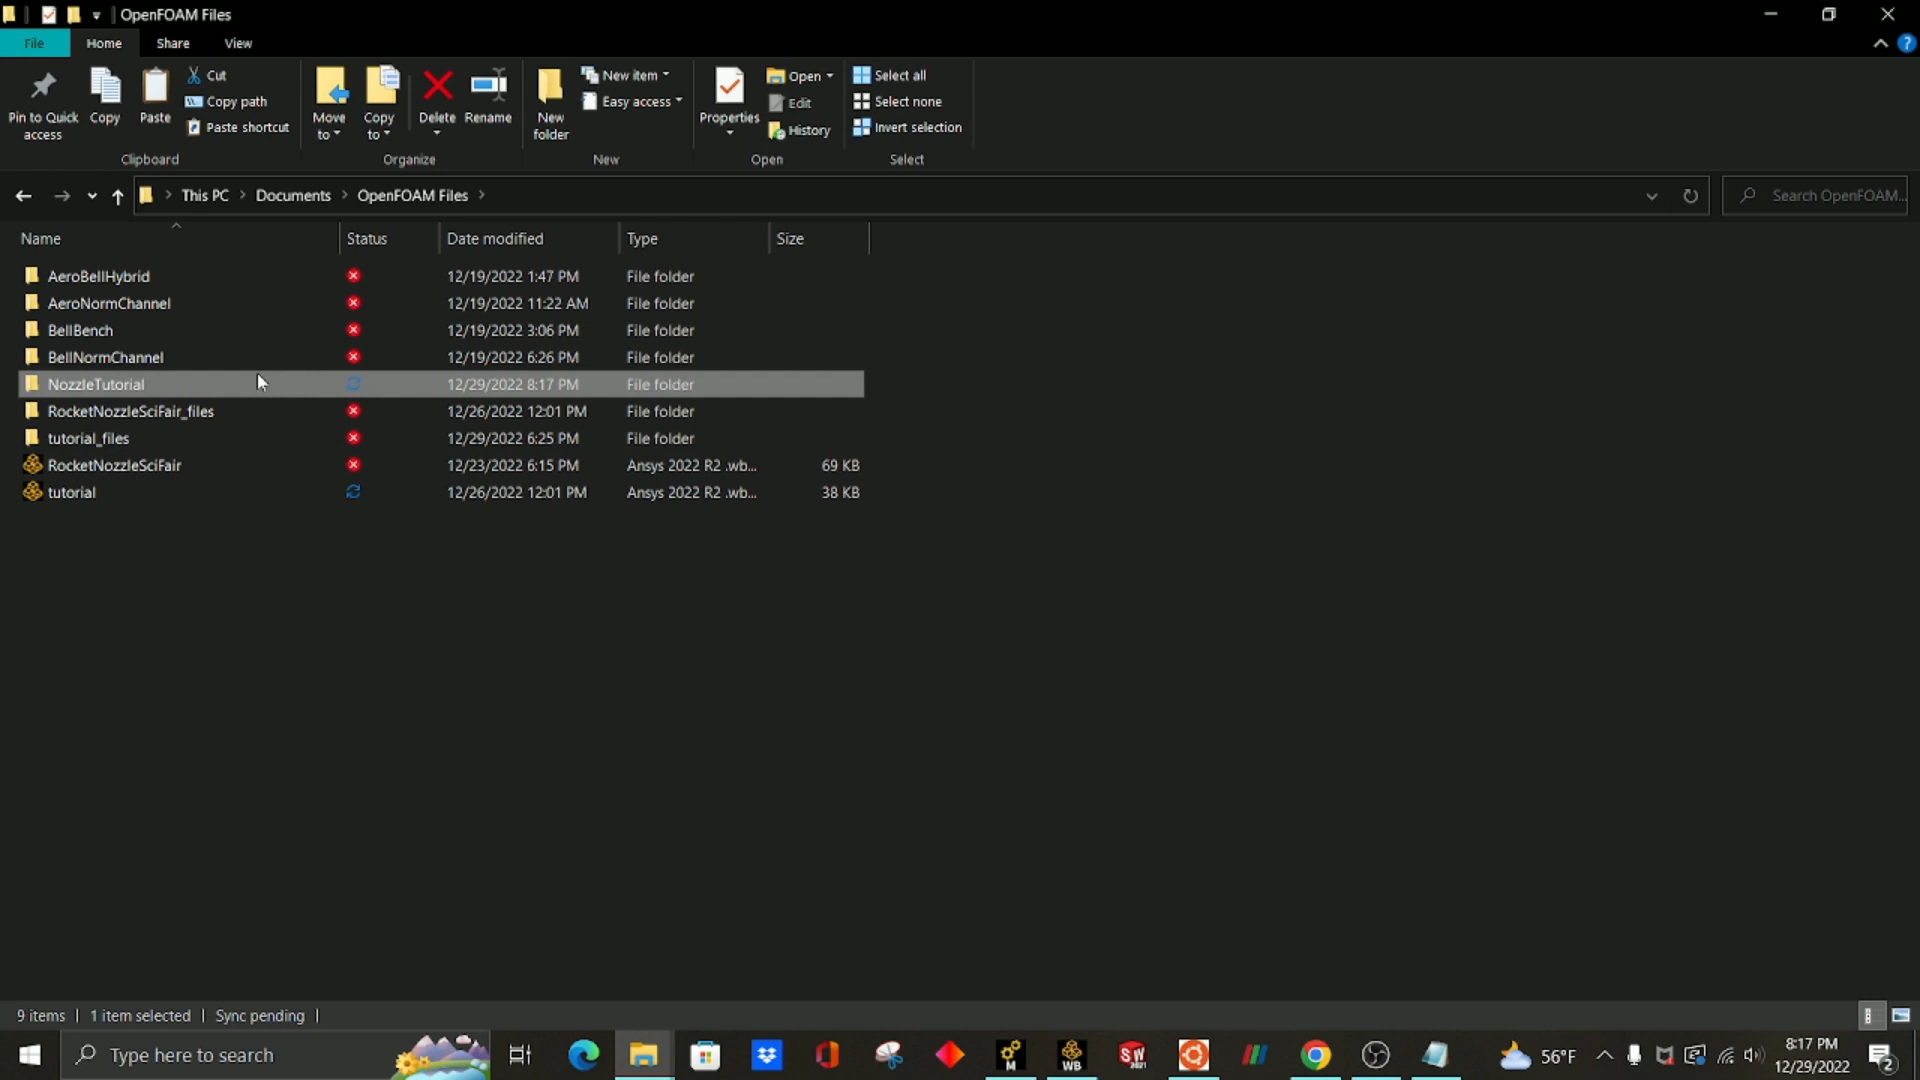 OpenFOAM Files
File Home Share View
Pin to Quick access
Copy
Paste
Cut
Copy path
Paste shortcut
Clipboard
Move to
Copy to
Delete
Rename
Organize
New folder
New item
Easy access
New
Properties
Open
Edit
History
Open
Select all
Select none
Invert selection
Select
This PC > Documents > OpenFOAM Files >
Search OpenFOAM...
Name Status Date modified Type Size
AeroBellHybrid 12/19/2022 1:47 PM File folder
AeroNormChannel 12/19/2022 11:22 AM File folder
BellBench 12/19/2022 3:06 PM File folder
BellNormChannel 12/19/2022 6:26 PM File folder
NozzleTutorial 12/29/2022 8:17 PM File folder
RocketNozzleSciFair_files 12/26/2022 12:01 PM File folder
tutorial_files 12/29/2022 6:25 PM File folder
RocketNozzleSciFair 12/23/2022 6:15 PM Ansys 2022 R2 .wb... 69 KB
tutorial 12/26/2022 12:01 PM Ansys 2022 R2 .wb... 38 KB
9 items 1 item selected Sync pending
Type here to search
M
WB
SW
2021
56°F
8:17 PM
12/29/2022
2